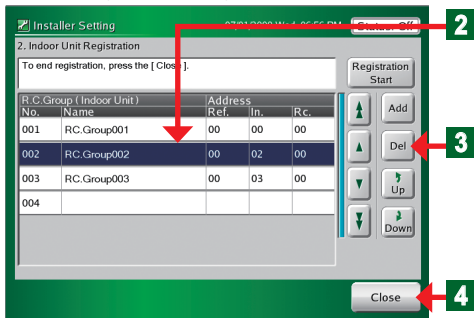 Installer Setting
2
2. Indoor Unit Registration
To end registration, press the [ Close ].
Registration Start
R.C.Group ( Indoor Unit ) Address
No. Name Ref. In. Rc.
001 RC.Group001 00 00 00
Add
002 RC.Group002 00 02 00
Del
3
003 RC.Group003 00 03 00
Up
004
Down
Close
4